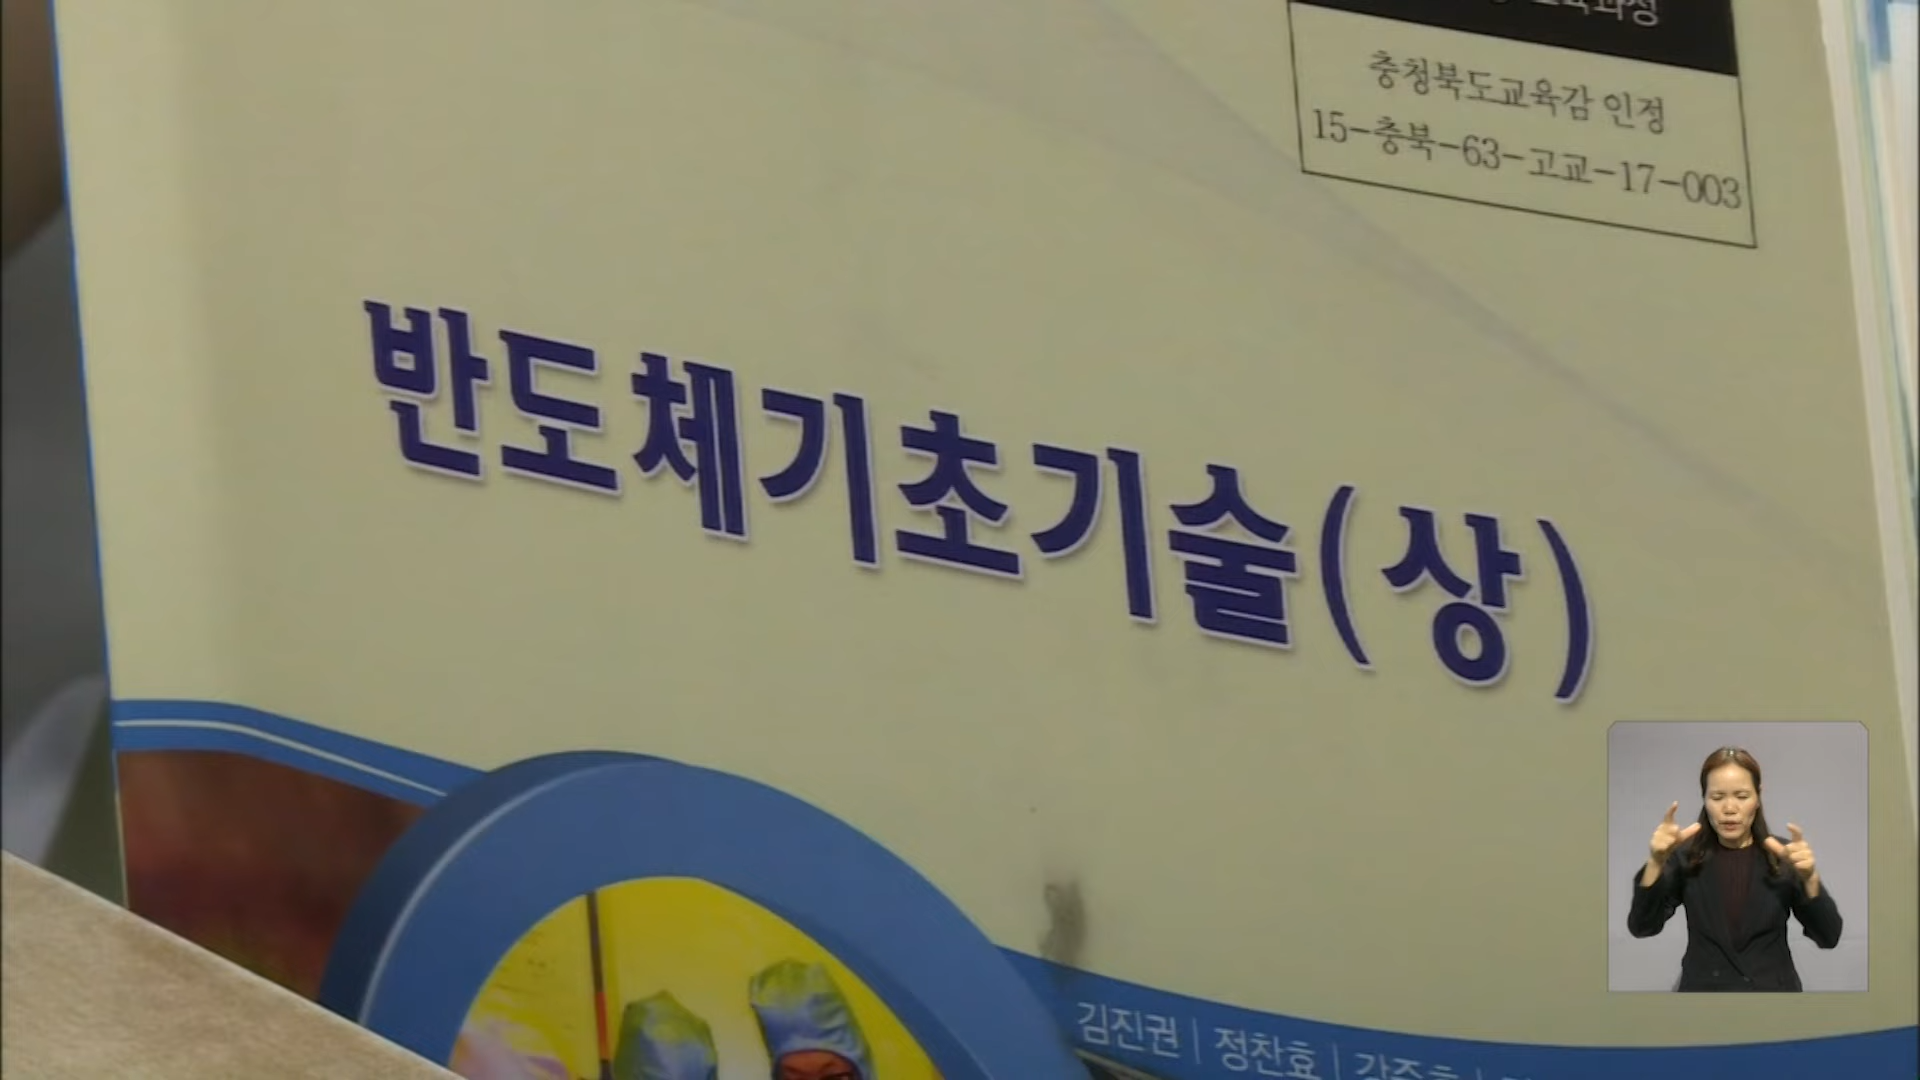 충청북도교육감 인정
15-충북-63-고교-17-003
반도체기초기술(상)
김진권 | 정찬효 |